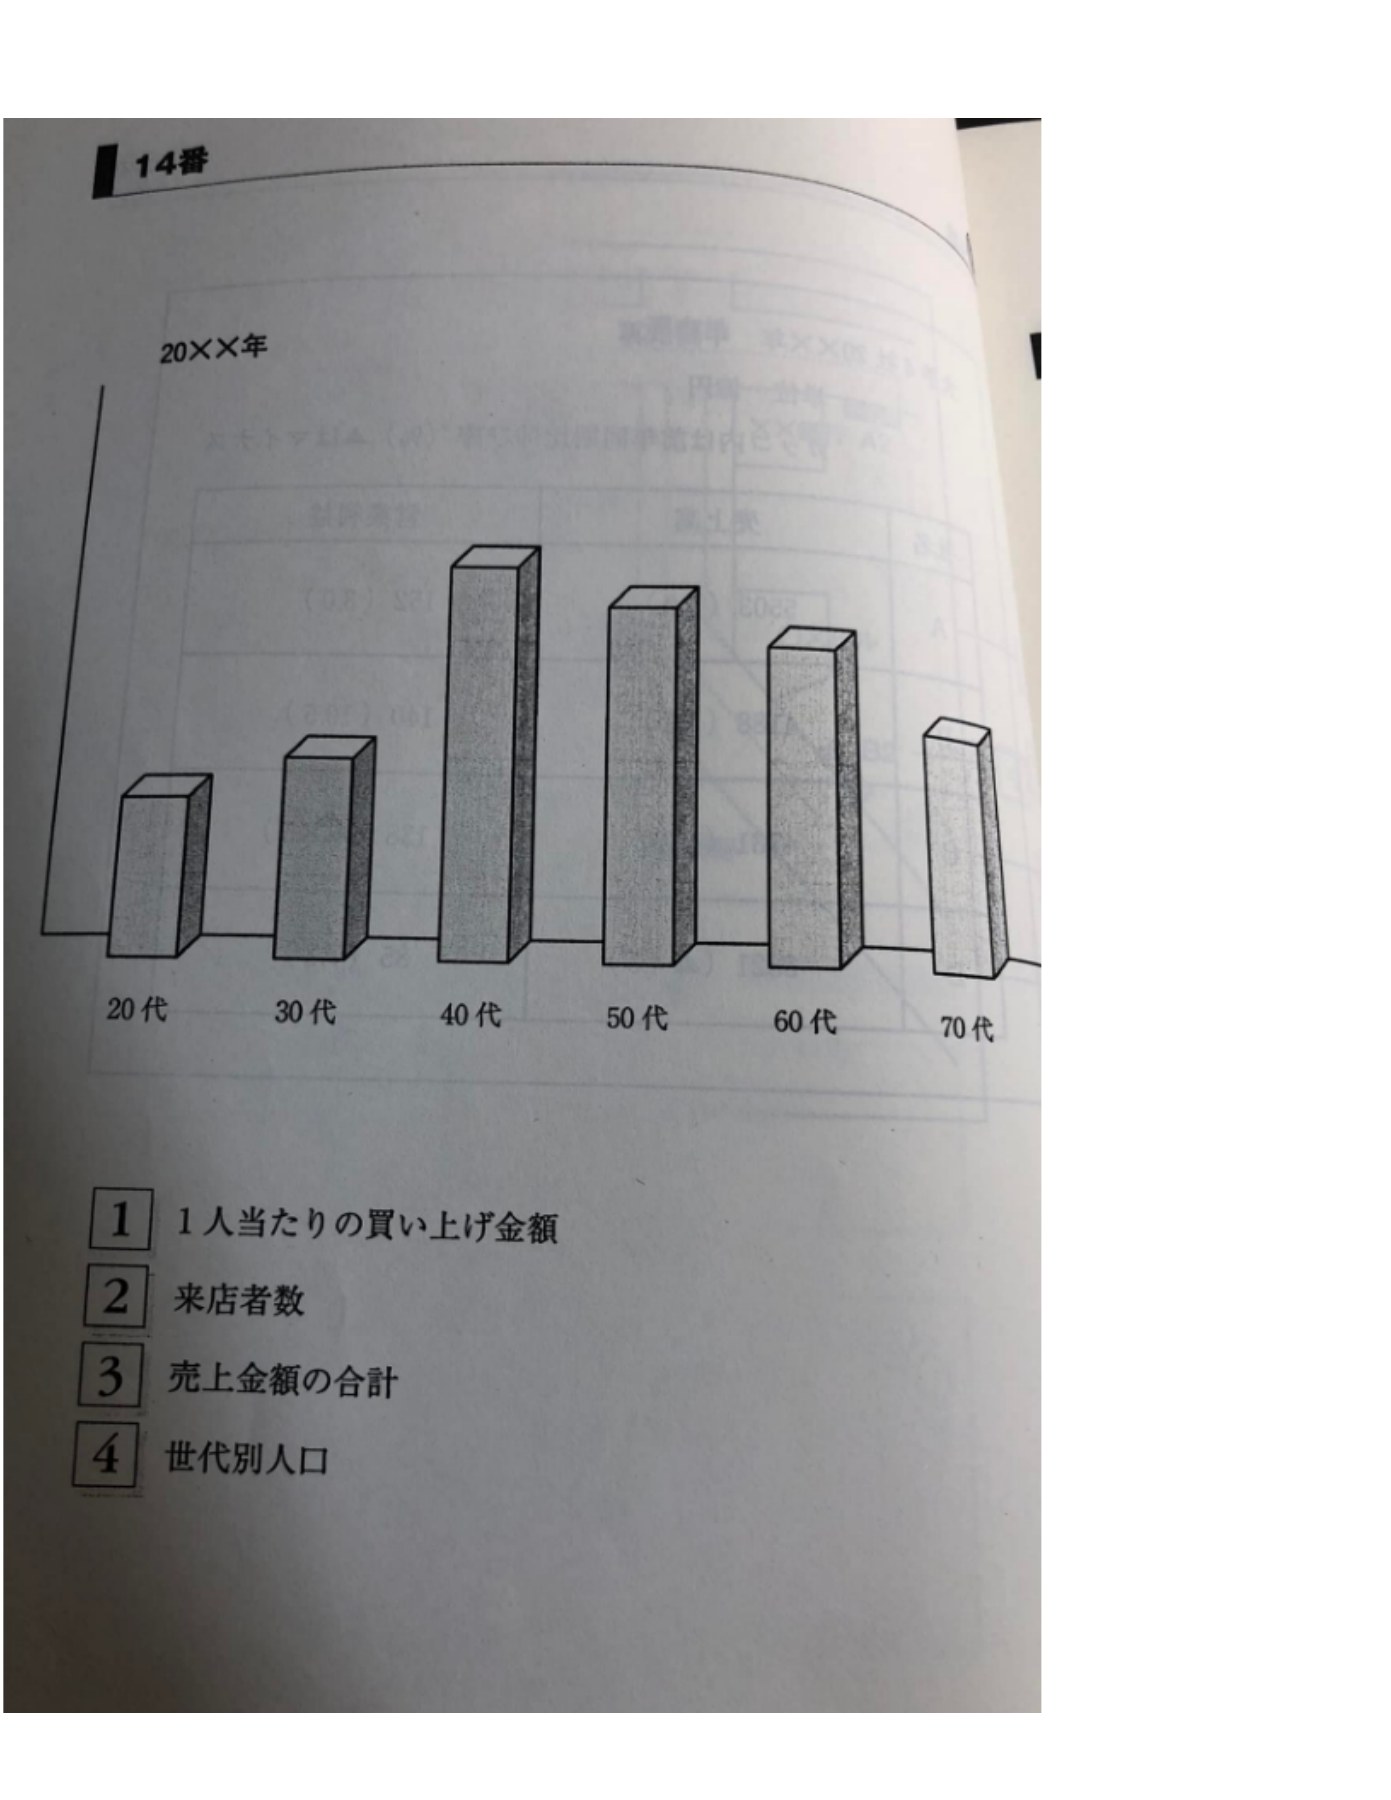 14番
20××年
20代 30代 40代 50代 60代 70代
1 1人当たりの買い上げ金額
2 来店者数
3 売上金額の合計
4 世代別人口